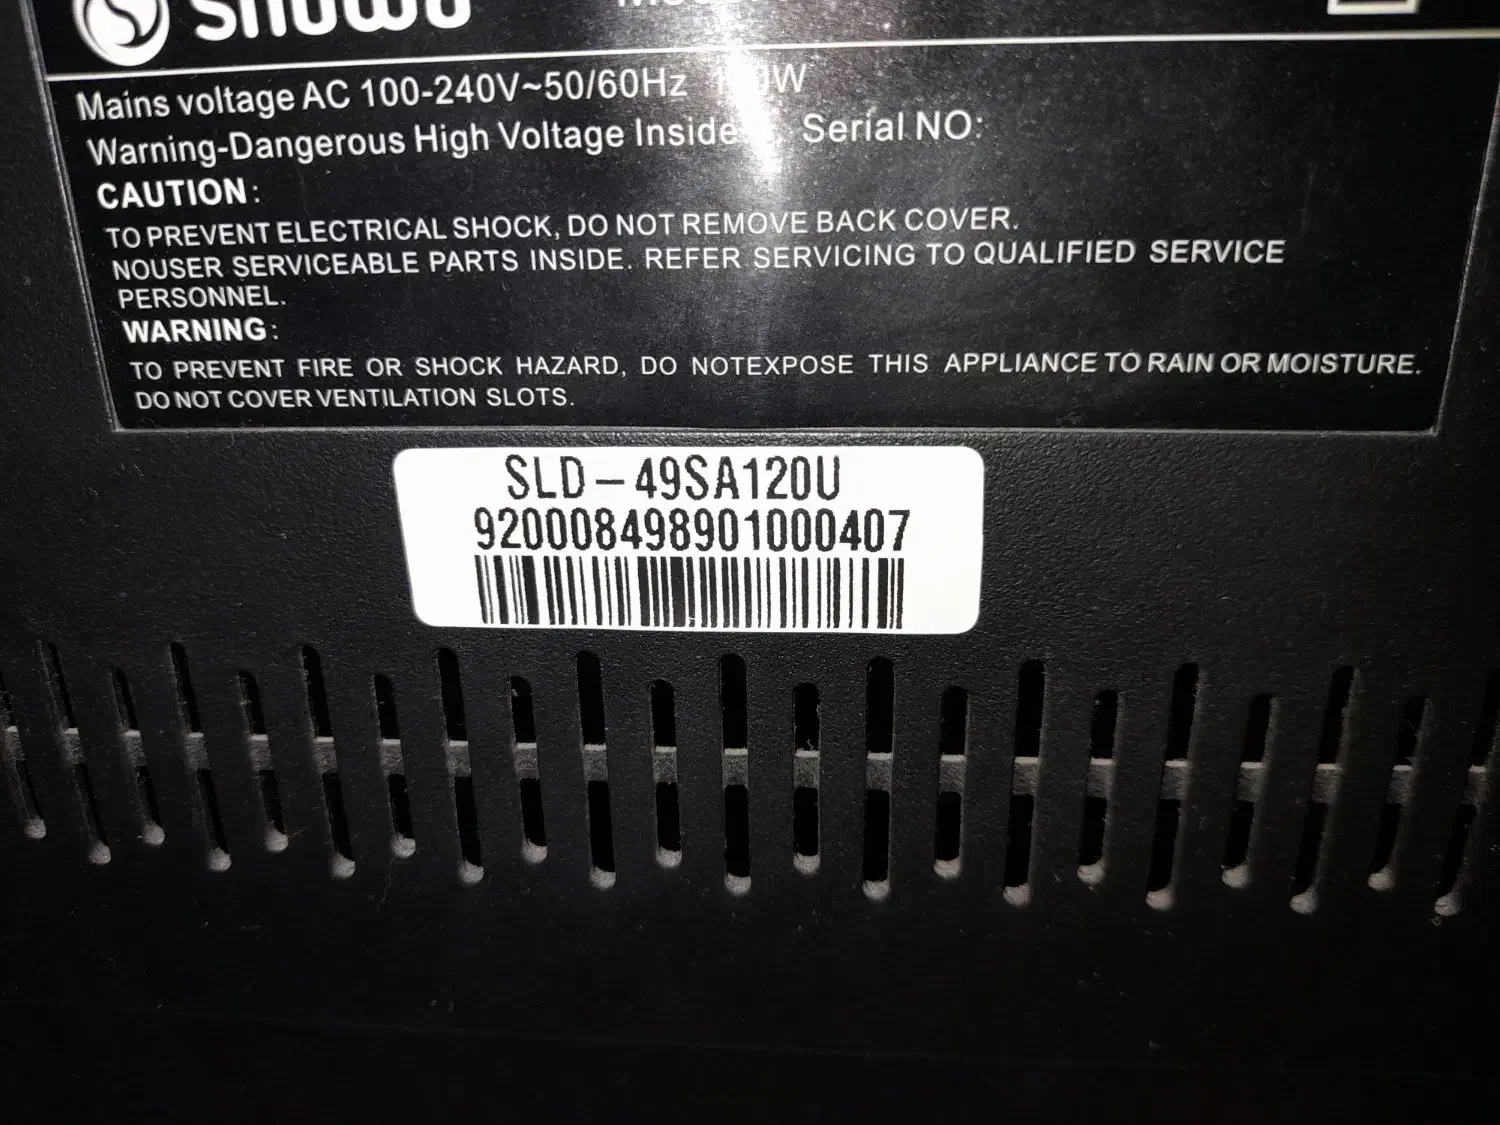 Mains voltage AC 100-240V~50/60Hz
Warning-Dangerous High Voltage Inside Serial NO:
CAUTION:
TO PREVENT ELECTRICAL SHOCK, DO NOT REMOVE BACK COVER.
NOUSER SERVICEABLE PARTS INSIDE. REFER SERVICING TO QUALIFIED SERVICE
PERSONNEL.
WARNING:
TO PREVENT FIRE OR SHOCK HAZARD, DO NOTEXPOSE THIS APPLIANCE TO RAIN OR MOISTURE.
DO NOT COVER VENTILATION SLOTS.
SLD-49SA120U
920008498901000407